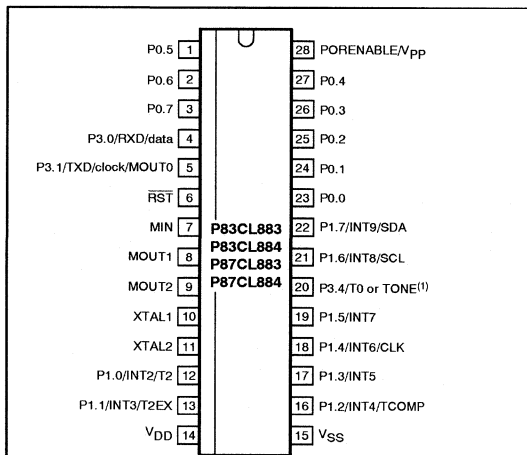 P0.5 1 28 PORENABLE/VPP
P0.6 2 27 P0.4
P0.7 3 26 P0.3
P3.0/RXD/data 4 25 P0.2
P3.1/TXD/clock/MOUT0 5 24 P0.1
RST 6 23 P0.0
MIN 7 P83CL883 22 P1.7/INT9/SDA
MOUT1 8 P83CL884 21 P1.6/INT8/SCL
P87CL883
MOUT2 9 P87CL884 20 P3.4/T0 or TONE(1)
XTAL1 10 19 P1.5/INT7
XTAL2 11 18 P1.4/INT6/CLK
P1.0/INT2/T2 12 17 P1.3/INT5
P1.1/INT3/T2EX 13 16 P1.2/INT4/TCOMP
VDD 14 15 VSS